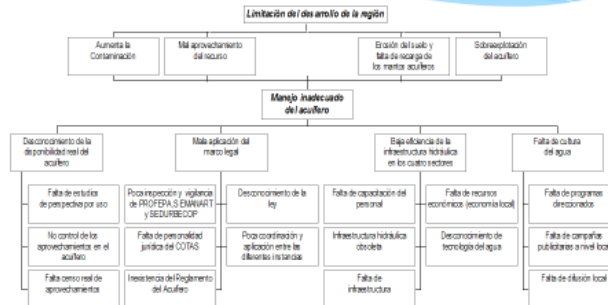 Limitación del desarrollo de la región
Aumenta la
Contaminación
Mal aprovechamiento
del recurso
Erosión del suelo y
falta de recarga de
los mantos acuíferos
Sobreexplotación
del acuífero
Manejo inadecuado
del acuífero
Desconocimiento de la
disponibilidad real del
acuífero
Mala aplicación del
marco legal
Baja eficiencia de la
infraestructura hidráulica
en los cuatro sectores
Falta de cultura
del agua
Falta de estudios
de perspectiva por uso
No control de los
aprovechamientos en el
acuífero
Falta censo real de
aprovechamientos
Poca inspección y vigilancia
de PROFEPA, SEMANART
y SEDURBECOP
Falta de personalidad
jurídica del COTAS
Inexistencia del Reglamento
del Acuífero
Desconocimiento de la
ley
Poca coordinación y
aplicación entre las
diferentes instancias
Falta de capacitación del
personal
Infraestructura hidráulica
obsoleta
Falta de
infraestructura
Falta de recursos
económicos (economía local)
Desconocimiento de
tecnología del agua
Falta de programas
direccionados
Falta de campañas
publicitarias a nivel local
Falta de difusión local